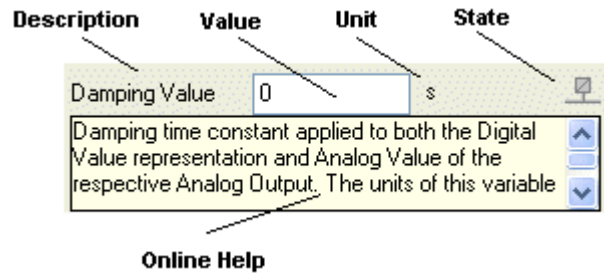 Description Value Unit State
Damping Value 0 s
Damping time constant applied to both the Digital
Value representation and Analog Value of the
respective Analog Output. The units of this variable
Online Help